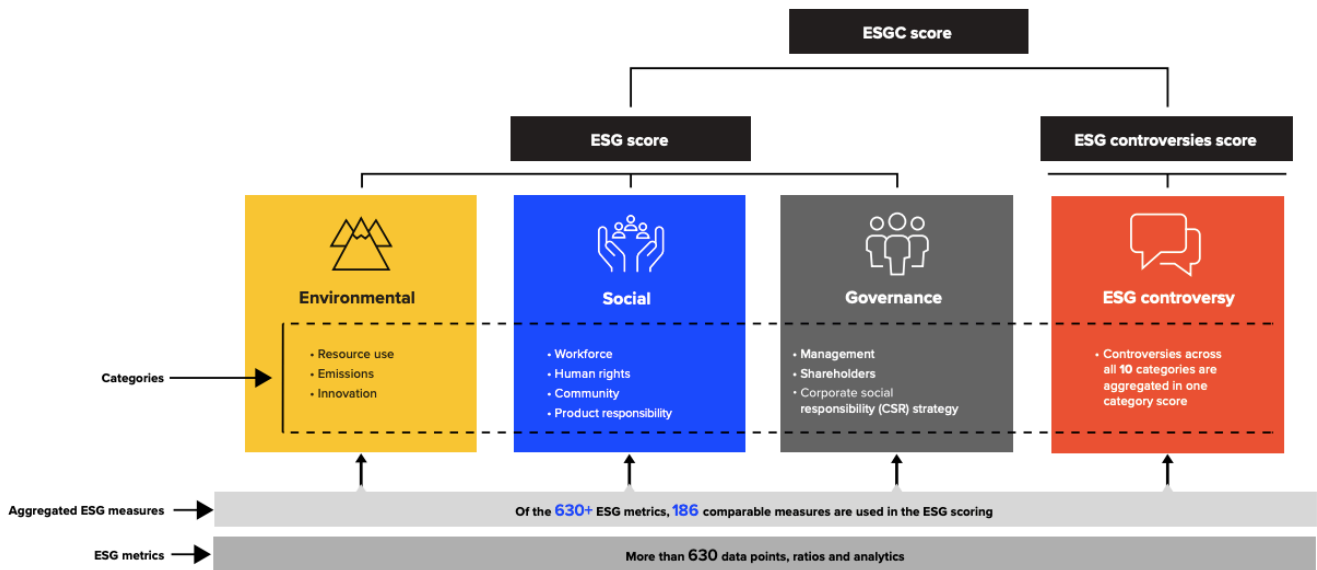 ESGC score
ESG score
ESG controversies score
Environmental
Social
Governance
ESG controversy
Categories
• Resource use
• Emissions
• Innovation
• Workforce
• Human rights
• Community
• Product responsibility
• Management
• Shareholders
• Corporate social
responsibility (CSR) strategy
• Controversies across
all 10 categories are
aggregated in one
category score
Aggregated ESG measures
Of the 630+ ESG metrics, 186 comparable measures are used in the ESG scoring
ESG metrics
More than 630 data points, ratios and analytics